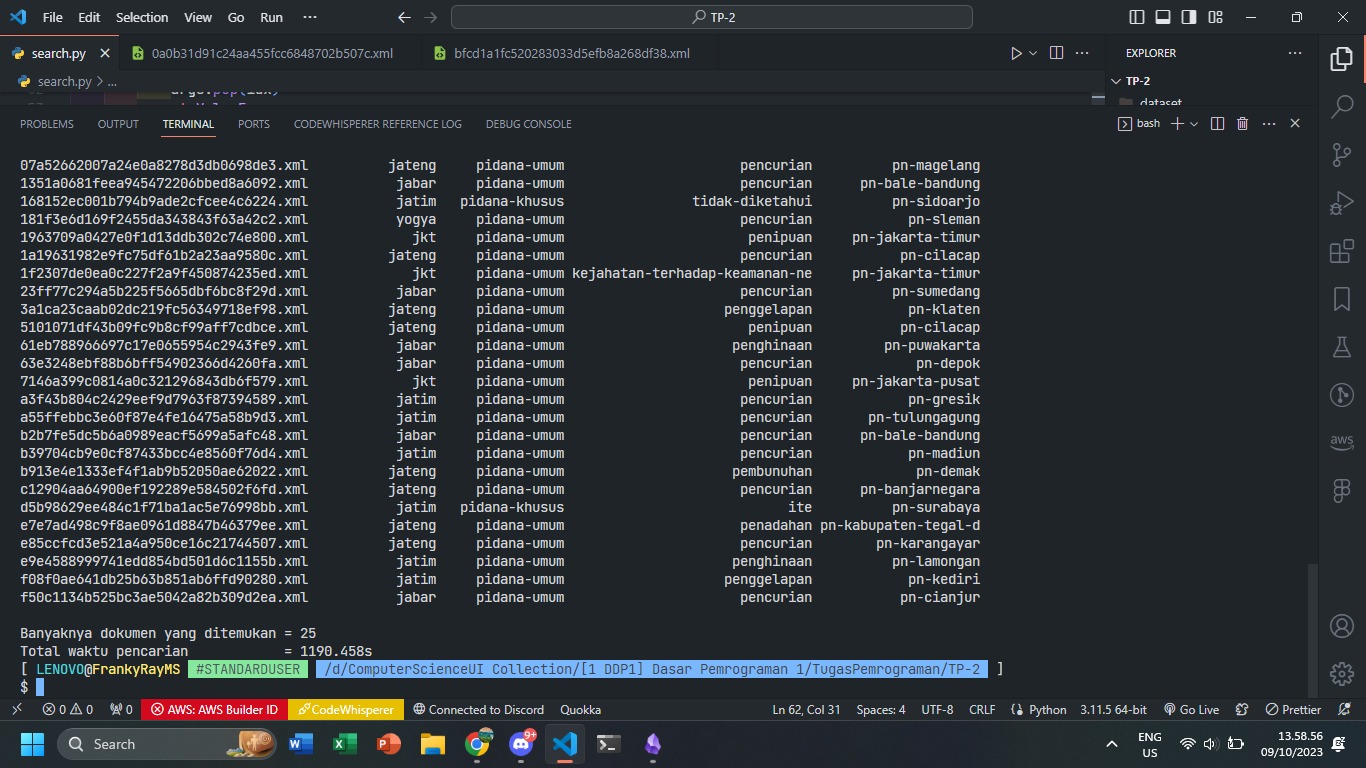 File Edit Selection View Go Run ··· TP-2
search.py 0a0b31d91c24aa455fcc6848702b507c.xml bfcd1a1fc520283033d5efb8a268df38.xml EXPLORER
search.py > ... TP-2
dataset
PROBLEMS OUTPUT TERMINAL PORTS CODEWHISPERER REFERENCE LOG DEBUG CONSOLE bash
07a52662007a24e0a8278d3db0698de3.xml jateng pidana-umum pencurian pn-magelang
1351a0681feea945472206bbed8a6092.xml jabar pidana-umum pencurian pn-bale-bandung
168152ec001b794b9ade2cfcee4c6224.xml jatim pidana-khusus tidak-diketahui pn-sidoarjo
181f3e6d169f2455da343843f63a42c2.xml yogya pidana-umum pencurian pn-sleman
1963709a0427e0f1d13ddb302c74e800.xml jkt pidana-umum penipuan pn-jakarta-timur
1a19631982e9fc75df61b2a23aa9580c.xml jateng pidana-umum pencurian pn-cilacap
1f2307de0ea0c227f2a9f450874235ed.xml jkt pidana-umum kejahatan-terhadap-keamanan-ne pn-jakarta-timur
23ff77c294a5b225f5665dbf6bc8f29d.xml jabar pidana-umum pencurian pn-sumedang
3a1ca23caab02dc219fc56349718ef98.xml jateng pidana-umum penggelapan pn-klaten
5101071df43b09fc9b8cf99aff7cdbce.xml jateng pidana-umum penipuan pn-cilacap
61eb788966697c17e0655954c2943fe9.xml jabar pidana-umum penghinaan pn-puwakarta
63e3248ebf88b6bff54902366d4260fa.xml jabar pidana-umum pencurian pn-depok
7146a399c0814a0c321296843db6f579.xml jkt pidana-umum penipuan pn-jakarta-pusat
a3f43b804c2429eef9d7963f87394589.xml jatim pidana-umum pencurian pn-gresik
a55ffebbc3e60f87e4fe16475a58b9d3.xml jatim pidana-umum pencurian pn-tulungagung
b2b7fe5dc5b6a0989eacf5699a5afc48.xml jabar pidana-umum pencurian pn-bale-bandung
b39704cb9e0cf87433bcc4e8560f76d4.xml jatim pidana-umum pencurian pn-madiun
b913e4e1333ef4f1ab9b52050ae62022.xml jateng pidana-umum pembunuhan pn-demak
c12904aa64900ef192289e584502f6fd.xml jateng pidana-umum pencurian pn-banjarnegara
d5b98629ee484c1f71ba1ac5e76998bb.xml jatim pidana-khusus ite pn-surabaya
e7e7ad498c9f8ae0961d8847b46379ee.xml jateng pidana-umum penadahan pn-kabupaten-tegal-d
e85ccfcd3e521a4a950ce16c21744507.xml jateng pidana-umum pencurian pn-karangayar
e9e4588999741edd854bd501d6c1155b.xml jatim pidana-umum penghinaan pn-lamongan
f08f0ae641db25b63b851ab6ffd90280.xml jatim pidana-umum penggelapan pn-kediri
f50c1134b525bc3ae5042a82b309d2ea.xml jabar pidana-umum pencurian pn-cianjur
Banyaknya dokumen yang ditemukan = 25
Total waktu pencarian = 1190.458s
[ LENOVO@FrankyRayMS #STANDARDUSER /d/ComputerScienceUI Collection/[1 DDP1] Dasar Pemrograman 1/TugasPemrograman/TP-2 ]
$
aws
0 0 0 AWS: AWS Builder ID CodeWhisperer Connected to Discord Quokka Ln 62, Col 31 Spaces: 4 UTF-8 CRLF Python 3.11.5 64-bit Go Live Prettier
Search 9+ ENG 13.58.56
US 09/10/2023